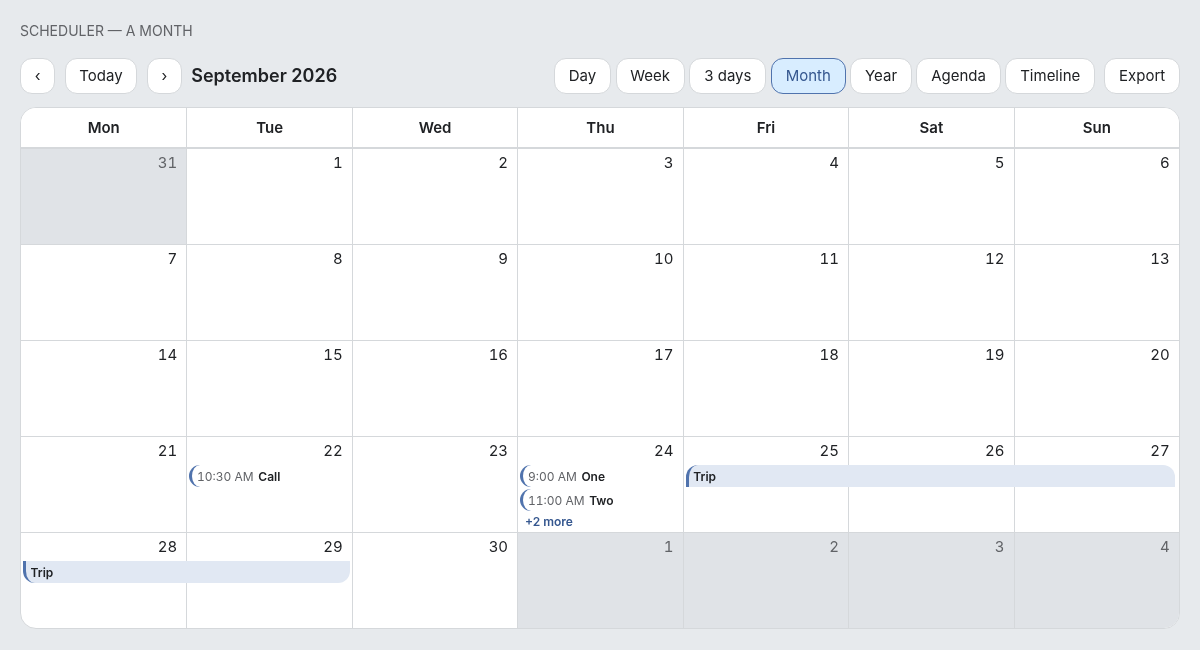 SCHEDULER — A MONTH
‹ Today › September 2026 Day Week 3 days Month Year Agenda Timeline Export
Mon Tue Wed Thu Fri Sat Sun
31 1 2 3 4 5 6
7 8 9 10 11 12 13
14 15 16 17 18 19 20
21 22 23 24 25 26 27
10:30 AM Call 9:00 AM One Trip
11:00 AM Two
+2 more
28 29 30 1 2 3 4
Trip